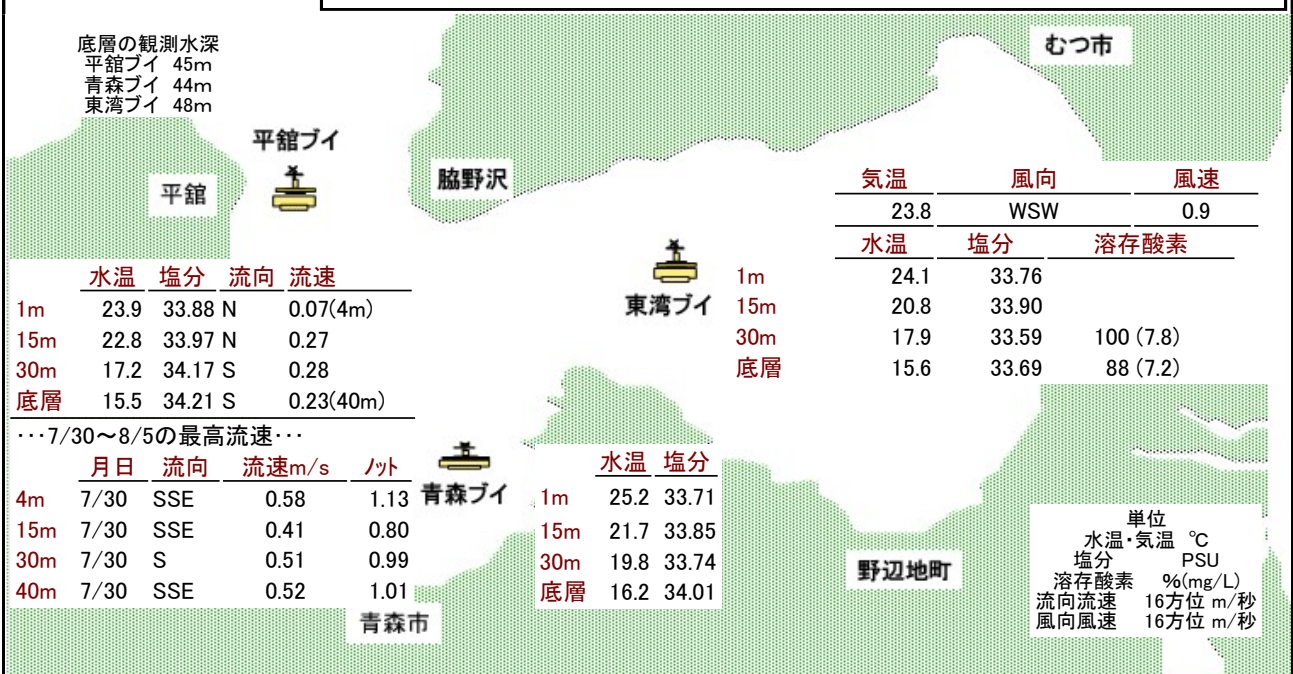 底層の観測水深
平舘ブイ 45m
青森ブイ 44m
東湾ブイ 48m
むつ市
平舘ブイ
平舘
脇野沢
気温 風向 風速
23.8 WSW 0.9
水温 塩分 溶存酸素
1m 24.1 33.76
15m 20.8 33.90
30m 17.9 33.59 100 (7.8)
底層 15.6 33.69 88 (7.2)
東湾ブイ
水温 塩分 流向 流速
1m 23.9 33.88 N 0.07(4m)
15m 22.8 33.97 N 0.27
30m 17.2 34.17 S 0.28
底層 15.5 34.21 S 0.23(40m)
･･･7/30～8/5の最高流速･･･
月日 流向 流速m/s ﾉｯﾄ
4m 7/30 SSE 0.58 1.13
15m 7/30 SSE 0.41 0.80
30m 7/30 S 0.51 0.99
40m 7/30 SSE 0.52 1.01
青森ブイ
水温 塩分
1m 25.2 33.71
15m 21.7 33.85
30m 19.8 33.74
底層 16.2 34.01
青森市
野辺地町
単位
水温･気温 ℃
塩分 PSU
溶存酸素 %(mg/L)
流向流速 16方位 m/秒
風向風速 16方位 m/秒